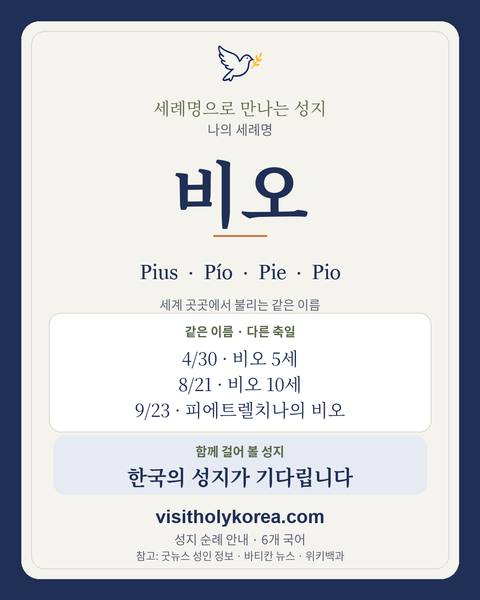 세례명으로 만나는 성지
나의 세례명
비오
Pius · Pío · Pie · Pio
세계 곳곳에서 불리는 같은 이름
같은 이름 · 다른 축일
4/30 · 비오 5세
8/21 · 비오 10세
9/23 · 피에트렐치나의 비오
함께 걸어 볼 성지
한국의 성지가 기다립니다
visitholykorea.com
성지 순례 안내 · 6개 국어
참고: 굿뉴스 성인 정보 · 바티칸 뉴스 · 위키백과